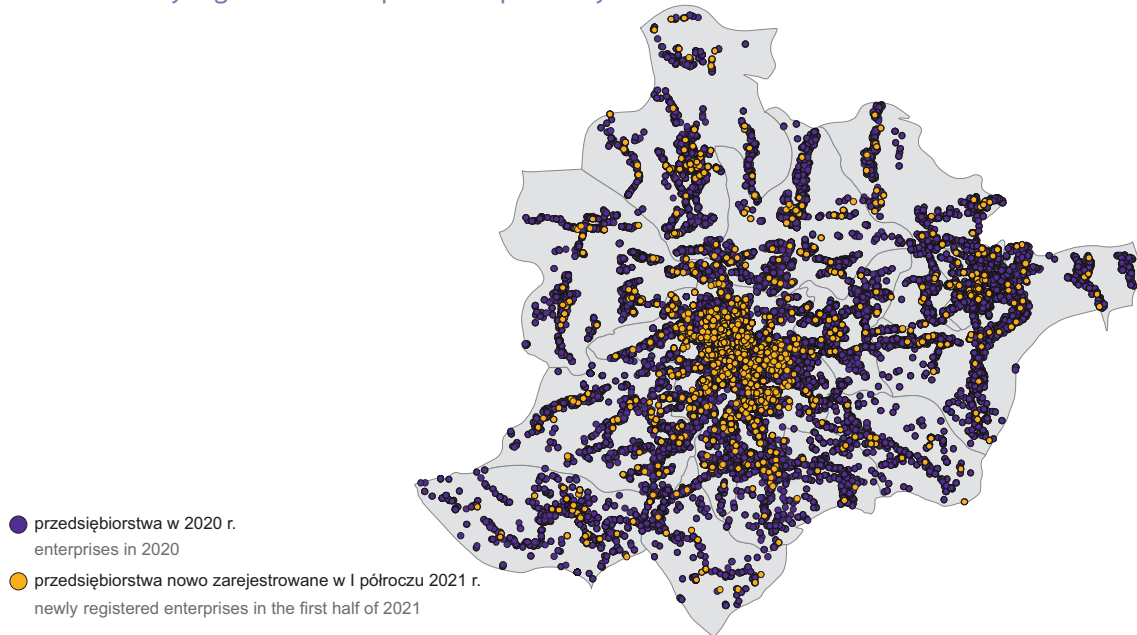 przedsiębiorstwa w 2020 r.
enterprises in 2020
przedsiębiorstwa nowo zarejestrowane w I półroczu 2021 r.
newly registered enterprises in the first half of 2021